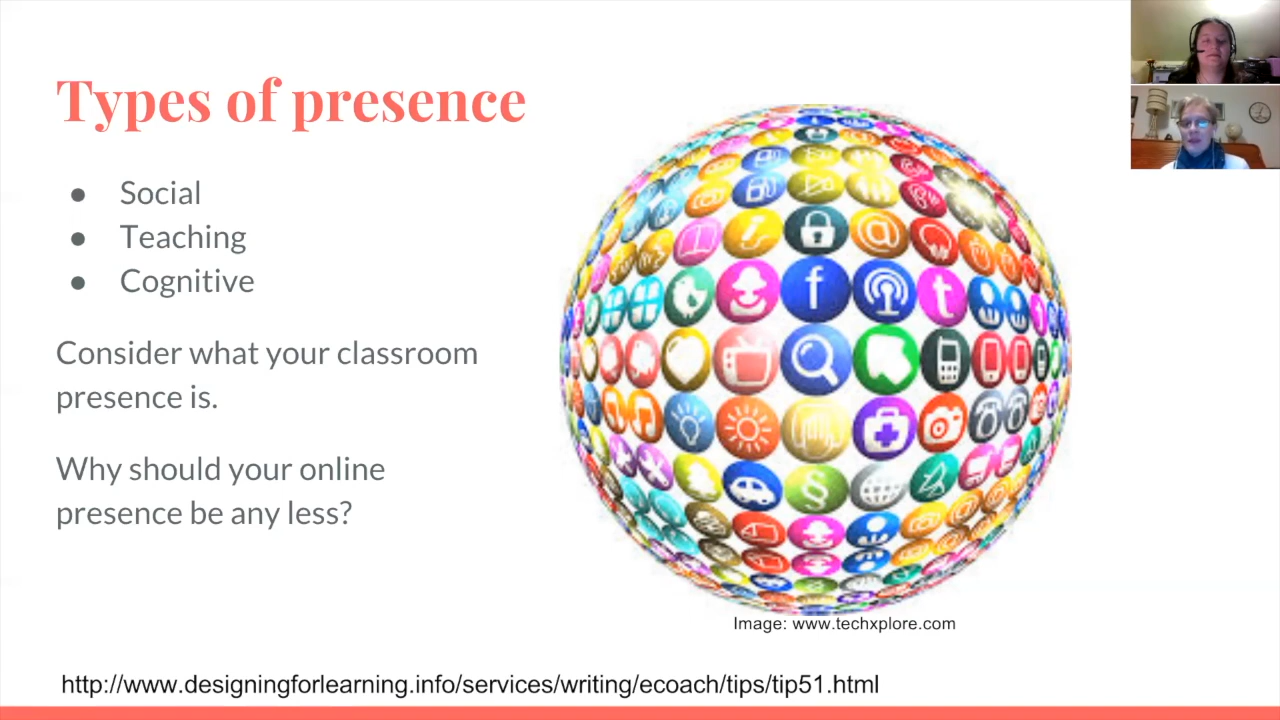 Types of presence
● Social
● Teaching
● Cognitive
Consider what your classroom
presence is.
Why should your online
presence be any less?
Image: www.techxplore.com
http://www.designingforlearning.info/services/writing/ecoach/tips/tip51.html